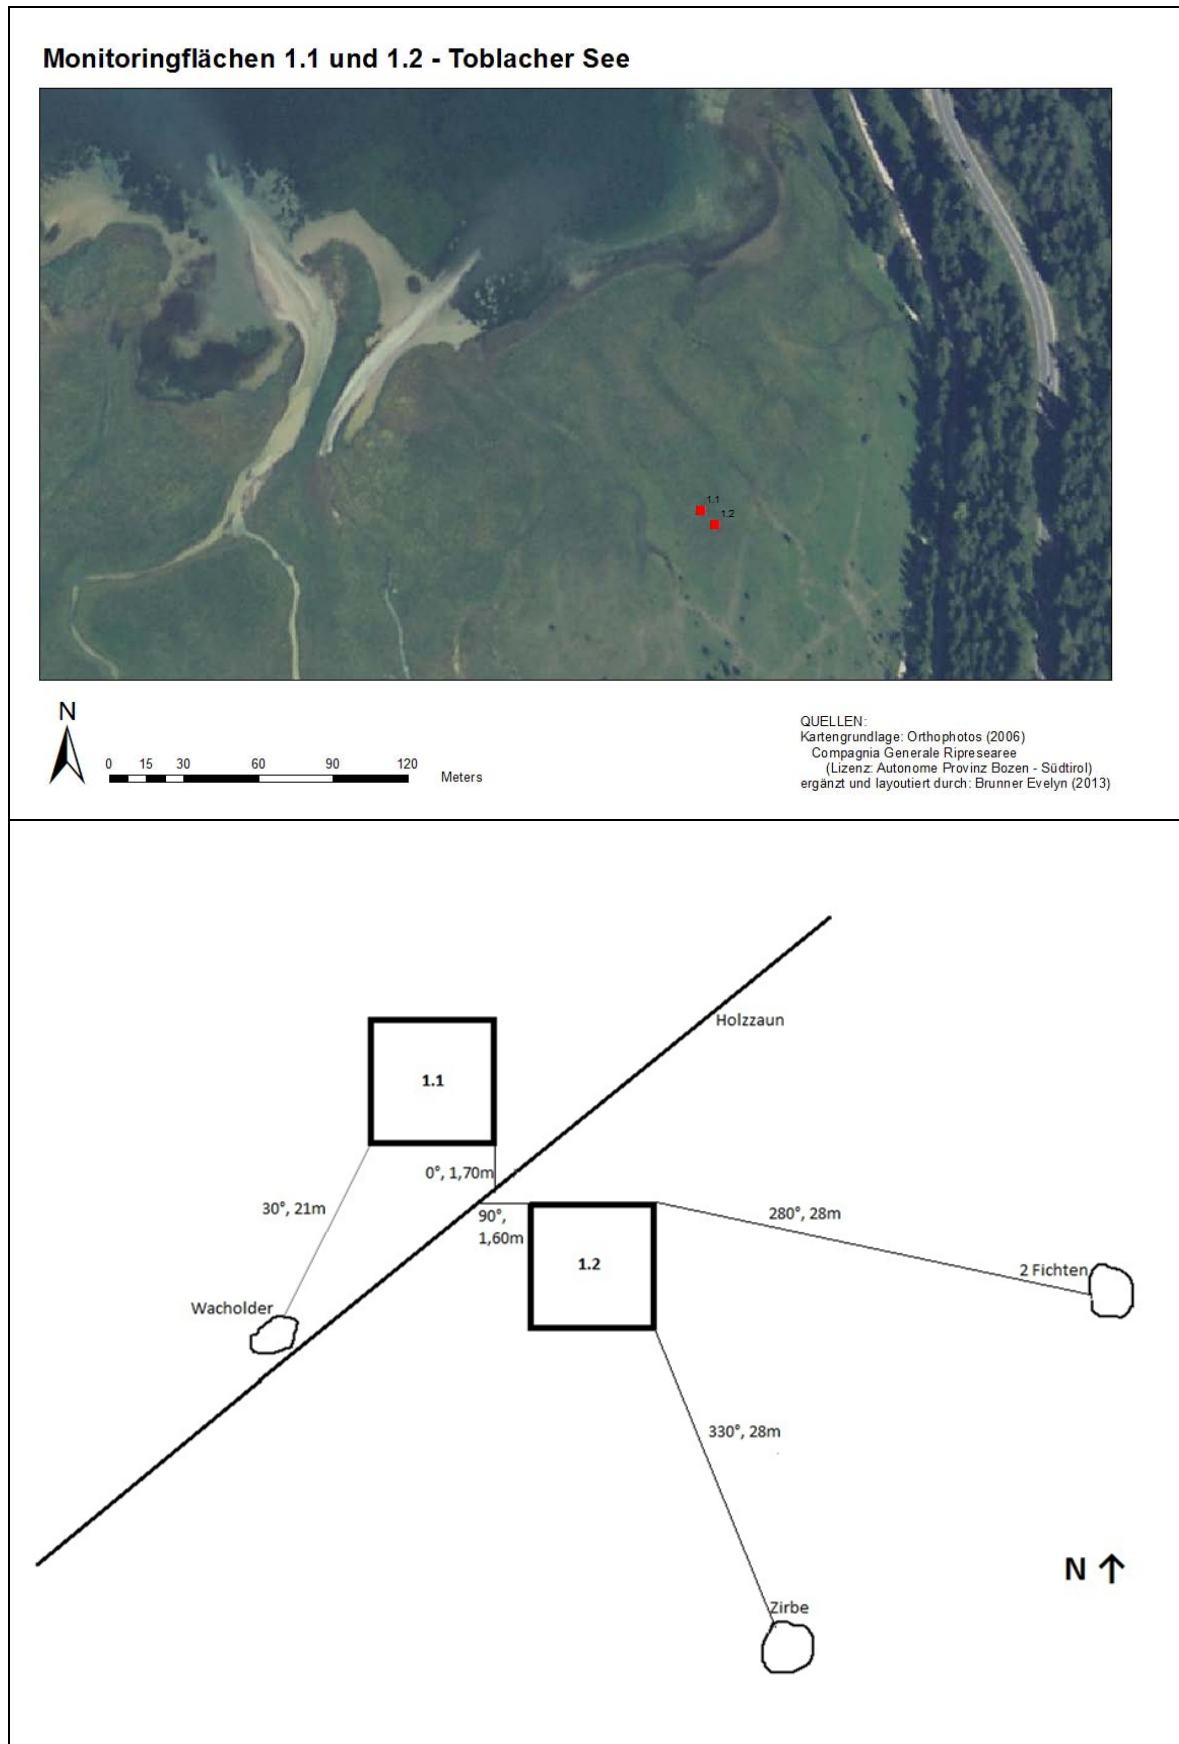 Monitoringflächen 1.1 und 1.2 - Toblacher See
1.1
1.2
N
0 15 30 60 90 120
Meters
QUELLEN:
Kartengrundlage: Orthophotos (2006)
Compagnia Generale Ripresearee
(Lizenz: Autonome Provinz Bozen - Südtirol)
ergänzt und layoutiert durch: Brunner Evelyn (2013)
Holzzaun
1.1
0°, 1,70m
30°, 21m
90°,
1,60m
280°, 28m
1.2
2 Fichten
Wacholder
330°, 28m
N
Zirbe